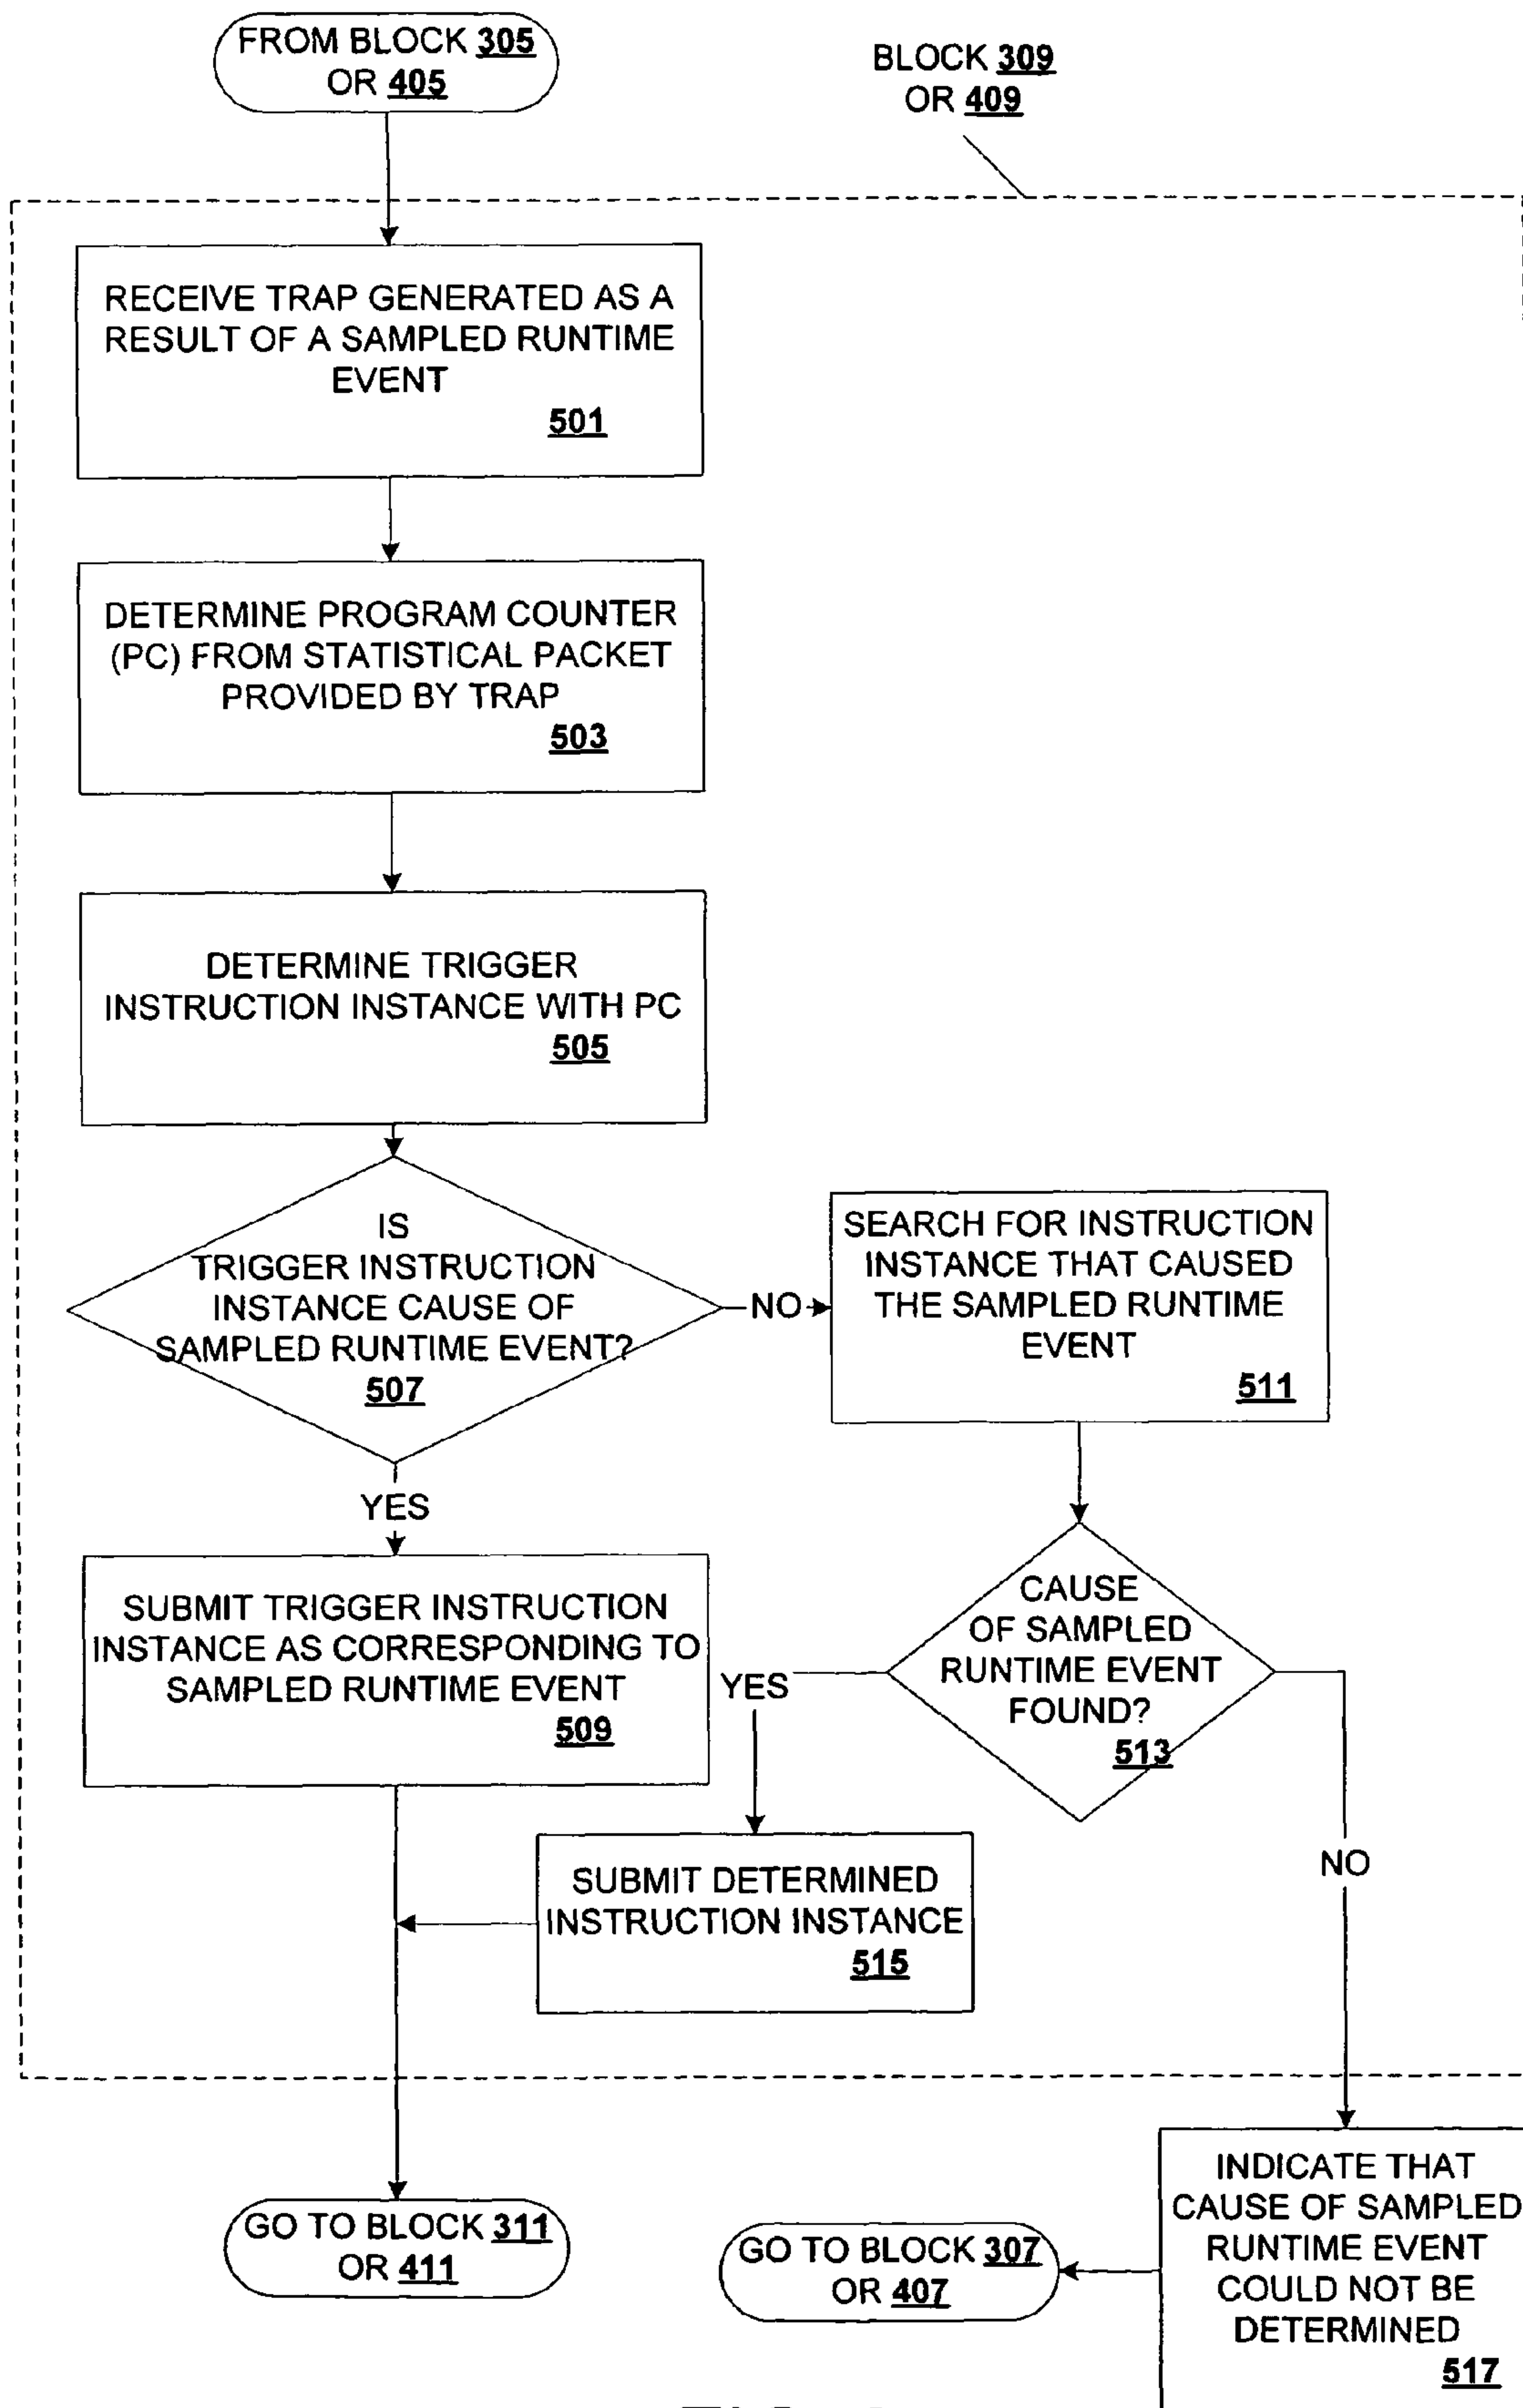 FROM BLOCK 305
OR 405
BLOCK 309
OR 409
RECEIVE TRAP GENERATED AS A
RESULT OF A SAMPLED RUNTIME
EVENT
501
DETERMINE PROGRAM COUNTER
(PC) FROM STATISTICAL PACKET
PROVIDED BY TRAP
503
DETERMINE TRIGGER
INSTRUCTION INSTANCE WITH PC
505
IS
TRIGGER INSTRUCTION
INSTANCE CAUSE OF
SAMPLED RUNTIME EVENT?
507
NO
SEARCH FOR INSTRUCTION
INSTANCE THAT CAUSED
THE SAMPLED RUNTIME
EVENT
511
YES
SUBMIT TRIGGER INSTRUCTION
INSTANCE AS CORRESPONDING TO
SAMPLED RUNTIME EVENT
509
CAUSE
OF SAMPLED
RUNTIME EVENT
FOUND?
513
YES
NO
SUBMIT DETERMINED
INSTRUCTION INSTANCE
515
GO TO BLOCK 311
OR 411
GO TO BLOCK 307
OR 407
INDICATE THAT
CAUSE OF SAMPLED
RUNTIME EVENT
COULD NOT BE
DETERMINED
517